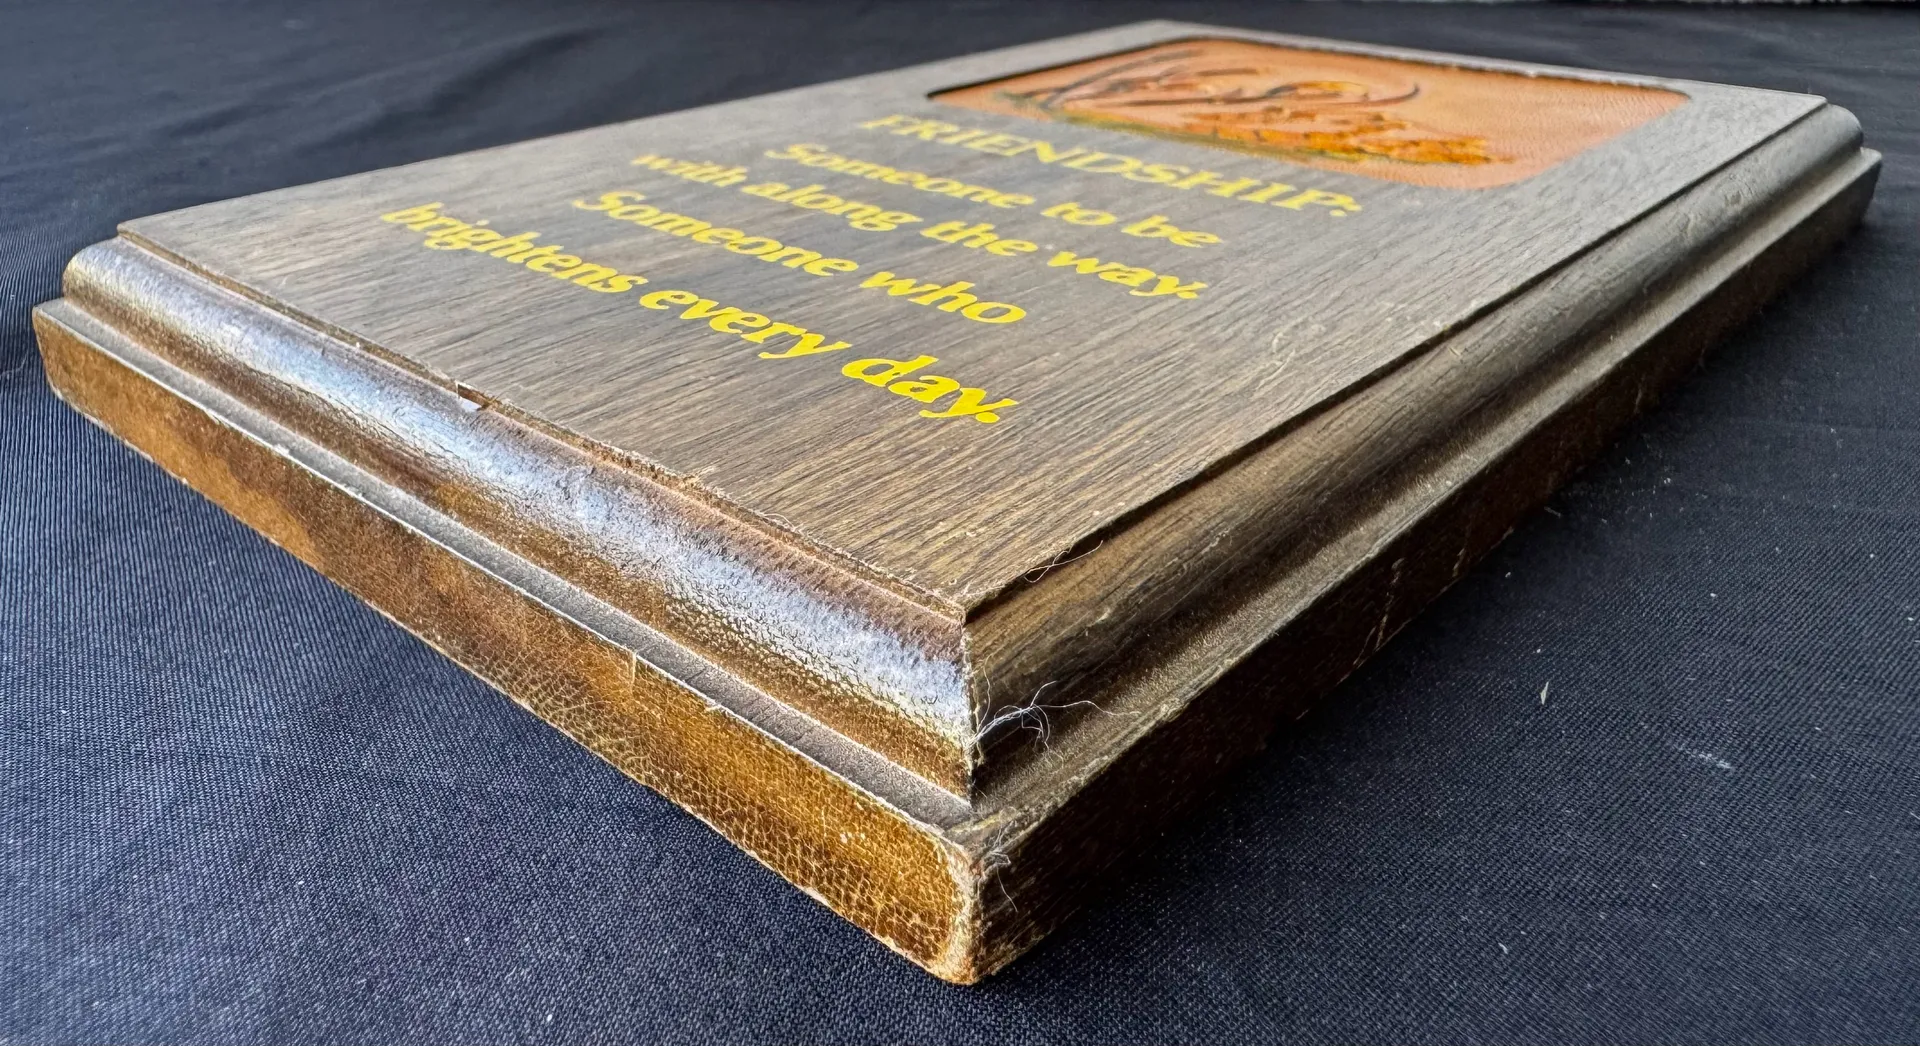 FRIENDSHIP:
Someone to be
with along the way.
Someone who
brightens every day.